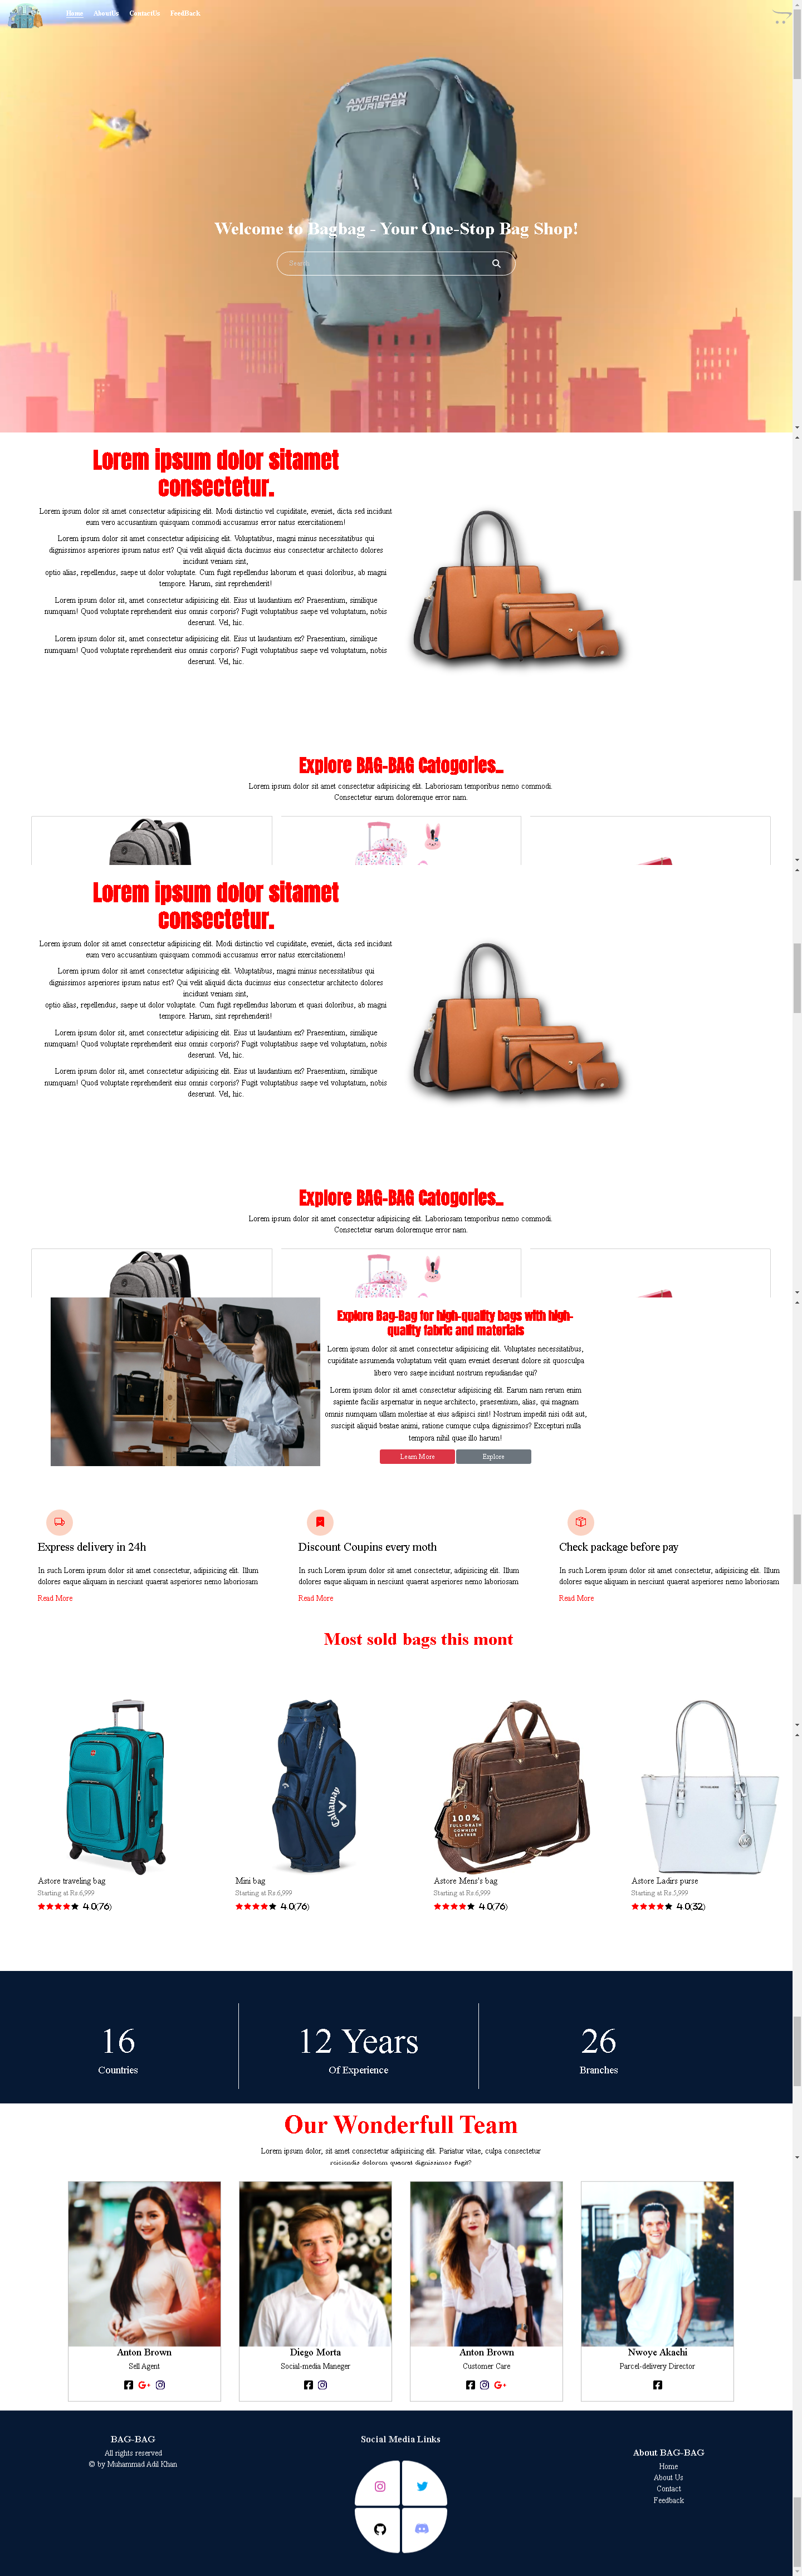 Home AboutUs ContactUs FeedBack
AMERICAN
TOURISTER
Welcome to Bagbag - Your One-Stop Bag Shop!
Search
Lorem ipsum dolor sitamet
consectetur.
Lorem ipsum dolor sit amet consectetur adipisicing elit. Modi distinctio vel cupiditate, eveniet, dicta sed incidunt
eum vero accusantium quisquam commodi accusamus error natus exercitationem!
Lorem ipsum dolor sit amet consectetur adipisicing elit. Voluptatibus, magni minus necessitatibus qui
dignissimos asperiores ipsum natus est? Qui velit aliquid dicta ducimus eius consectetur architecto dolores
incidunt veniam sint,
optio alias, repellendus, saepe ut dolor voluptate. Cum fugit repellendus laborum et quasi doloribus, ab magni
tempore. Harum, sint reprehenderit!
Lorem ipsum dolor sit, amet consectetur adipisicing elit. Eius ut laudantium ex? Praesentium, similique
numquam! Quod voluptate reprehenderit eius omnis corporis? Fugit voluptatibus saepe vel voluptatum, nobis
deserunt. Vel, hic.
Lorem ipsum dolor sit, amet consectetur adipisicing elit. Eius ut laudantium ex? Praesentium, similique
numquam! Quod voluptate reprehenderit eius omnis corporis? Fugit voluptatibus saepe vel voluptatum, nobis
deserunt. Vel, hic.
Explore BAG-BAG Catogories...
Lorem ipsum dolor sit amet consectetur adipisicing elit. Laboriosam temporibus nemo commodi.
Consectetur earum doloremque error nam.
Lorem ipsum dolor sitamet
consectetur.
Lorem ipsum dolor sit amet consectetur adipisicing elit. Modi distinctio vel cupiditate, eveniet, dicta sed incidunt
eum vero accusantium quisquam commodi accusamus error natus exercitationem!
Lorem ipsum dolor sit amet consectetur adipisicing elit. Voluptatibus, magni minus necessitatibus qui
dignissimos asperiores ipsum natus est? Qui velit aliquid dicta ducimus eius consectetur architecto dolores
incidunt veniam sint,
optio alias, repellendus, saepe ut dolor voluptate. Cum fugit repellendus laborum et quasi doloribus, ab magni
tempore. Harum, sint reprehenderit!
Lorem ipsum dolor sit, amet consectetur adipisicing elit. Eius ut laudantium ex? Praesentium, similique
numquam! Quod voluptate reprehenderit eius omnis corporis? Fugit voluptatibus saepe vel voluptatum, nobis
deserunt. Vel, hic.
Lorem ipsum dolor sit, amet consectetur adipisicing elit. Eius ut laudantium ex? Praesentium, similique
numquam! Quod voluptate reprehenderit eius omnis corporis? Fugit voluptatibus saepe vel voluptatum, nobis
deserunt. Vel, hic.
Explore BAG-BAG Catogories...
Lorem ipsum dolor sit amet consectetur adipisicing elit. Laboriosam temporibus nemo commodi.
Consectetur earum doloremque error nam.
Explore Bag-Bag for high-quality bags with high-
quality fabric and materials
Lorem ipsum dolor sit amet consectetur adipisicing elit. Voluptates necessitatibus,
cupiditate assumenda voluptatum velit quam eveniet deserunt dolore sit quosculpa
libero vero saepe incidunt nostrum repudiandae qui?
Lorem ipsum dolor sit amet consectetur adipisicing elit. Earum nam rerum enim
sapiente facilis aspernatur in neque architecto, praesentium, alias, qui magnam
omnis numquam ullam molestiae at eius adipisci sint! Nostrum impedit nisi odit aut,
suscipit aliquid beatae animi, ratione cumque culpa dignissimos? Excepturi nulla
tempora nihil quae illo harum!
Learn More Explore
Express delivery in 24h
In such Lorem ipsum dolor sit amet consectetur, adipisicing elit. Illum
dolores eaque aliquam in nesciunt quaerat asperiores nemo laboriosam
Read More
Discount Coupins every moth
In such Lorem ipsum dolor sit amet consectetur, adipisicing elit. Illum
dolores eaque aliquam in nesciunt quaerat asperiores nemo laboriosam
Read More
Check package before pay
In such Lorem ipsum dolor sit amet consectetur, adipisicing elit. Illum
dolores eaque aliquam in nesciunt quaerat asperiores nemo laboriosam
Read More
Most sold bags this mont
Callaway
100%
FULL-GRAIN
COWHIDE
LEATHER
MICHAEL KORS
Astore traveling bag
Starting at Rs.6,999
4.0(76)
Mini bag
Starting at Rs.6,999
4.0(76)
Astore Mens's bag
Starting at Rs.6,999
4.0(76)
Astore Ladirs purse
Starting at Rs.5,999
4.0(32)
16
Countries
12 Years
Of Experience
26
Branches
Our Wonderfull Team
Lorem ipsum dolor, sit amet consectetur adipisicing elit. Pariatur vitae, culpa consectetur
reiciendis dolorem quaerat dignissimos fugit?
Anton Brown
Sell Agent
Diego Morta
Social-media Maneger
Anton Brown
Customer Care
Nwoye Akachi
Parcel-delivery Director
BAG-BAG
All rights reserved
© by Muhammad Adil Khan
Social Media Links
About BAG-BAG
Home
About Us
Contact
Feedback